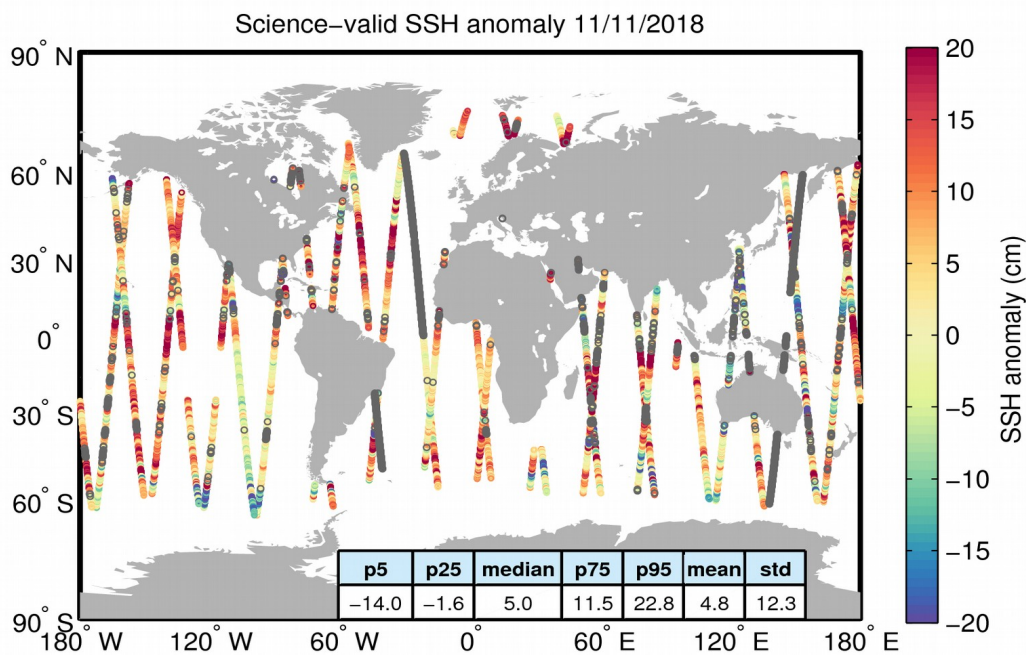 Science−valid SSH anomaly 11/11/2018
90° N
60° N
30° N
0°
30° S
60° S
90° S
180° W
120° W
60° W
0°
60° E
120° E
180° E
p5 p25 median p75 p95 mean std
−14.0 −1.6 5.0 11.5 22.8 4.8 12.3
20
15
10
5
0
−5
−10
−15
−20
SSH anomaly (cm)